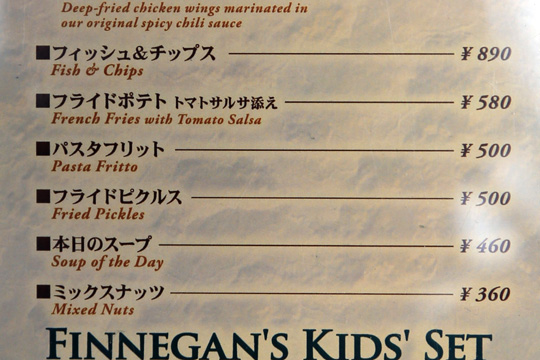 Deep-fried chicken wings marinated in
our original spicy chili sauce
■フィッシュ&チップス ¥890
Fish & Chips
■フライドポテト トマトサルサ添え ¥580
French Fries with Tomato Salsa
■パスタフリット ¥500
Pasta Fritto
■フライドピクルス ¥500
Fried Pickles
■本日のスープ ¥460
Soup of the Day
■ミックスナッツ ¥360
Mixed Nuts
FINNEGAN'S KIDS' SET